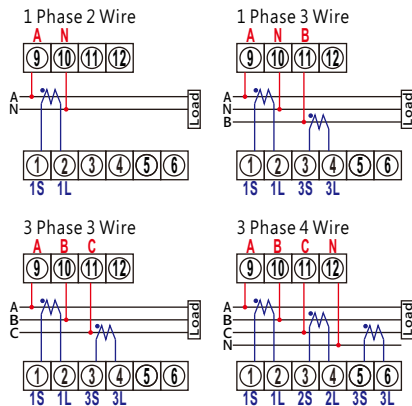 1 Phase 2 Wire
A N
9 10 11 12
A
N
Load
1 2 3 4 5 6
1S 1L
1 Phase 3 Wire
A N B
9 10 11 12
A
N
B
Load
1 2 3 4 5 6
1S 1L 3S 3L
3 Phase 3 Wire
A B C
9 10 11 12
A
B
C
Load
1 2 3 4 5 6
1S 1L 3S 3L
3 Phase 4 Wire
A B C N
9 10 11 12
A
B
C
N
Load
1 2 3 4 5 6
1S 1L 2S 2L 3S 3L